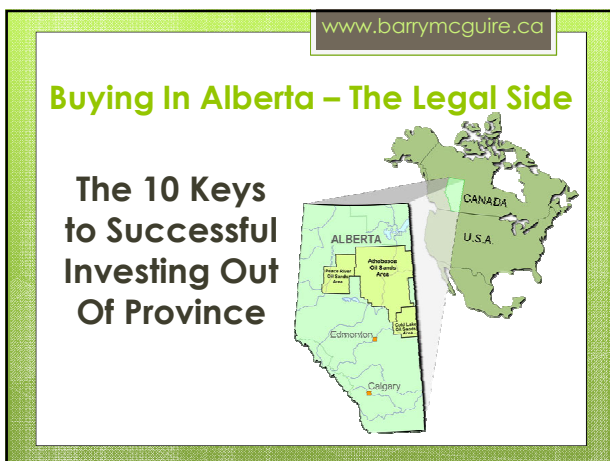 www.barrymcguire.ca
Buying In Alberta – The Legal Side
The 10 Keys
to Successful
Investing Out
Of Province
CANADA
U.S.A.
ALBERTA
Athabasca
Oil Sands
Area
Peace River
Oil Sands
Area
Cold Lake
Oil Sands
Area
Edmonton
Calgary